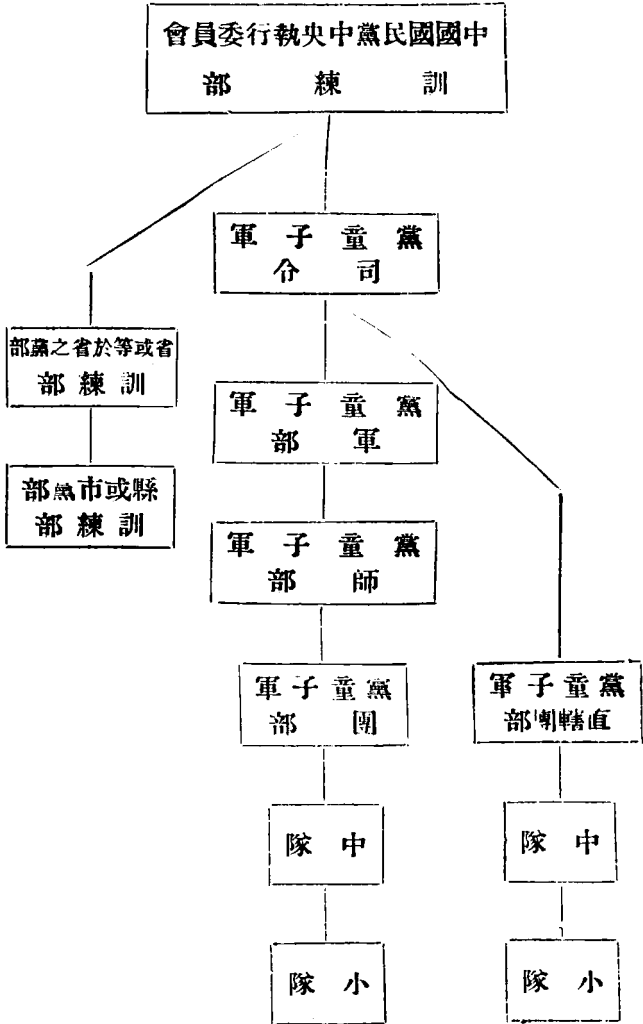 中國國民黨中央執行委員會
訓練部
黨童子軍
司令
省或等於省之黨部
訓練部
黨童子軍
軍部
縣或市黨部
訓練部
黨童子軍
師部
黨童子軍
團部
黨童子軍
直轄團部
中隊
中隊
小隊
小隊